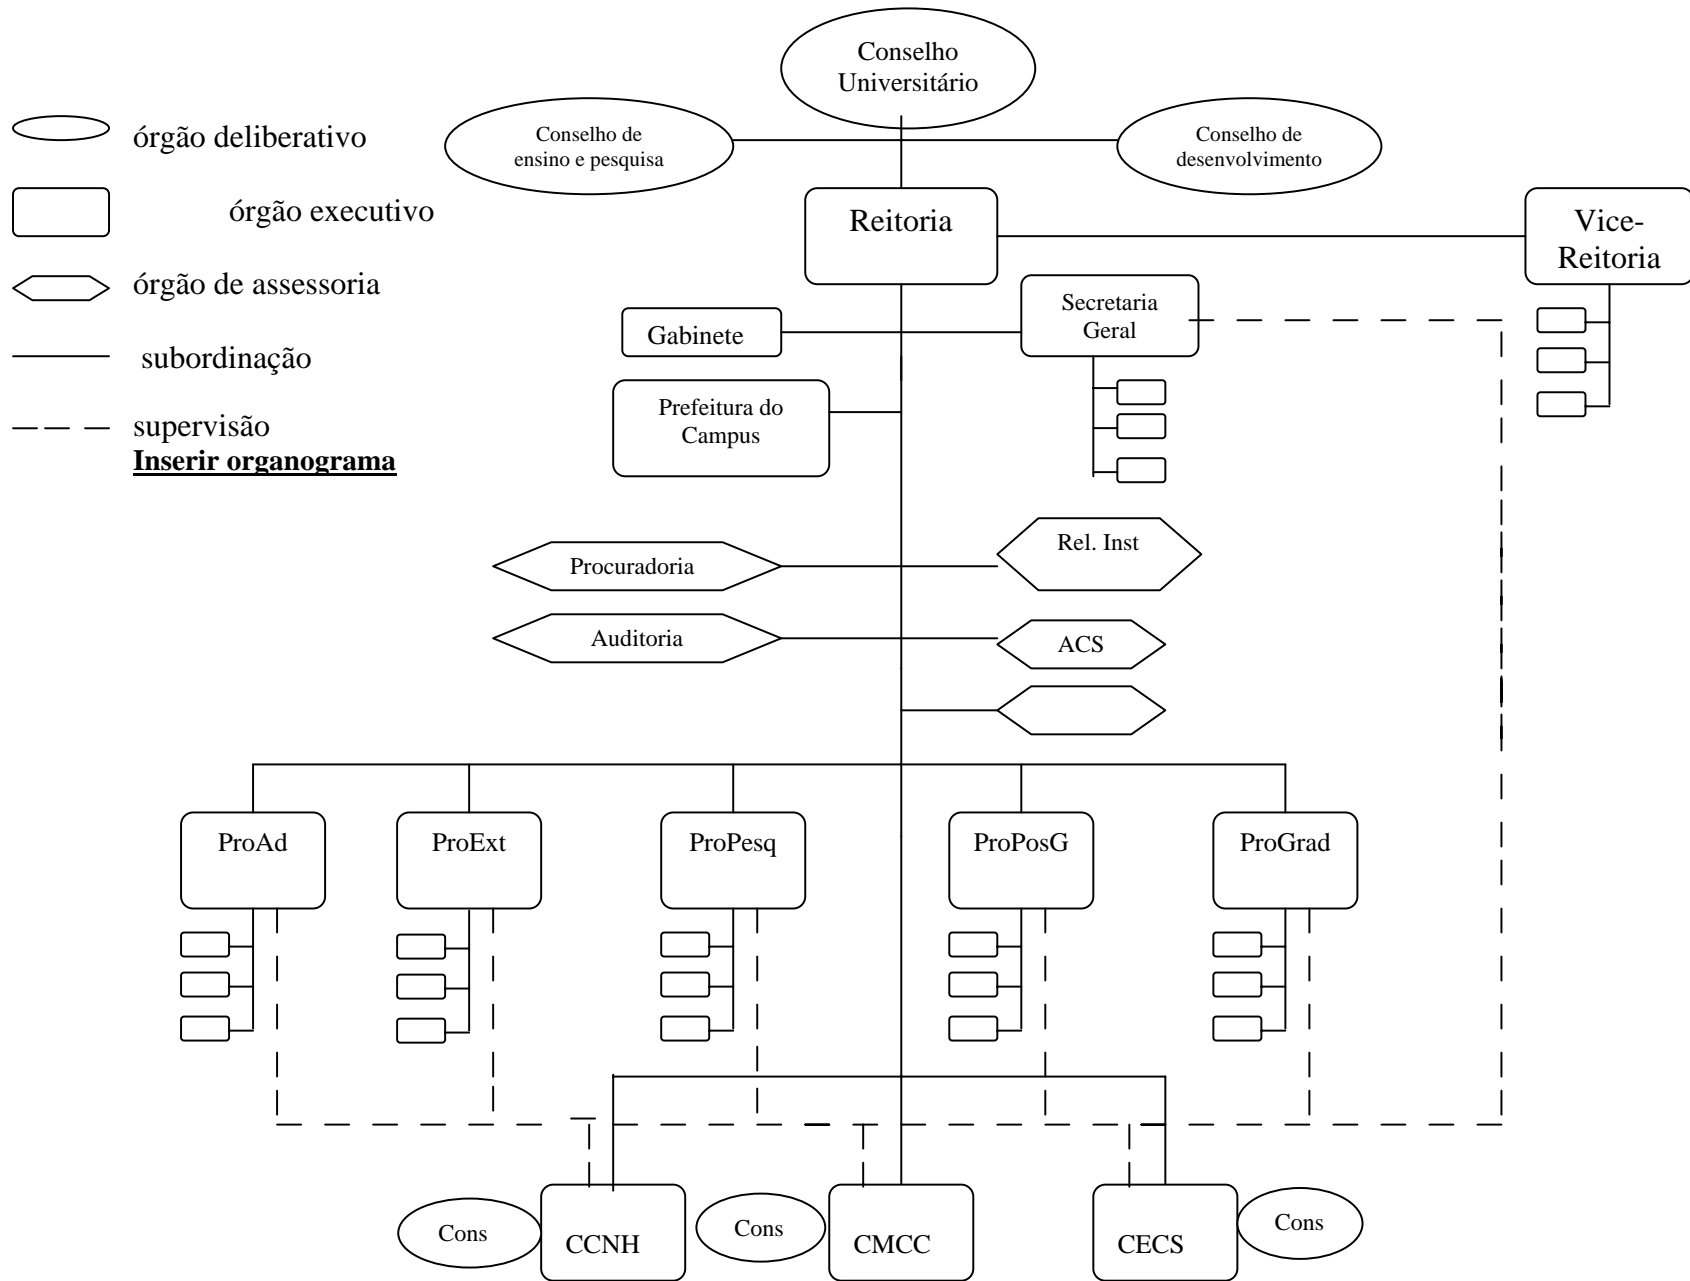 Conselho
Universitário
órgão deliberativo
Conselho de
ensino e pesquisa
Conselho de
desenvolvimento
órgão executivo
Reitoria
Vice-
Reitoria
órgão de assessoria
Secretaria
Geral
Gabinete
subordinação
Prefeitura do
Campus
supervisão
Inserir organograma
Procuradoria
Rel. Inst
Auditoria
ACS
ProAd
ProExt
ProPesq
ProPosG
ProGrad
Cons
CCNH
Cons
CMCC
CECS
Cons